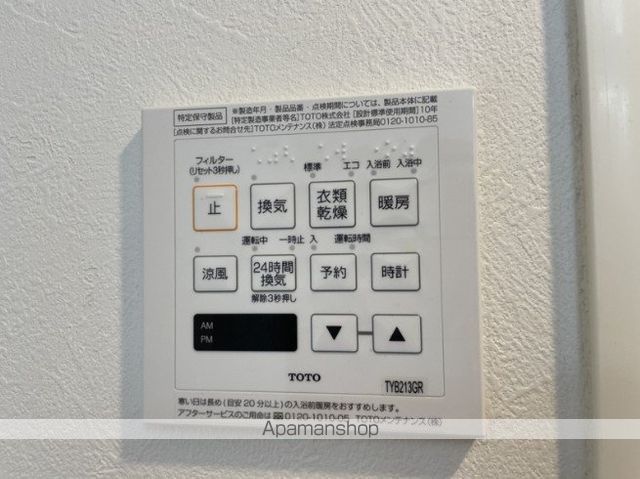 特定保守製品
※製造年月・製品品番・点検期間については、製品本体に記載
[特定製造事業者等名]TOTO株式会社 [設計標準使用期間]10年
[点検に関するお問合せ先]TOTOメンテナンス(株) 法定点検事務局0120-1010-85
フィルター
(リセット3秒押し)
標準 エコ 入浴前 入浴中
止 換気 衣類乾燥 暖房
運転中 一時止 入 運転時間
涼風 24時間換気 予約 時計
解除3秒押し
AM
PM
▼ ▲
TOTO
TYB213GR
寒い日は長め(目安20分以上)の入浴前暖房をおすすめします。
アフターサービスのご用命は 0120-1010-05 TOTOメンテナンス(株)
Apamanshop